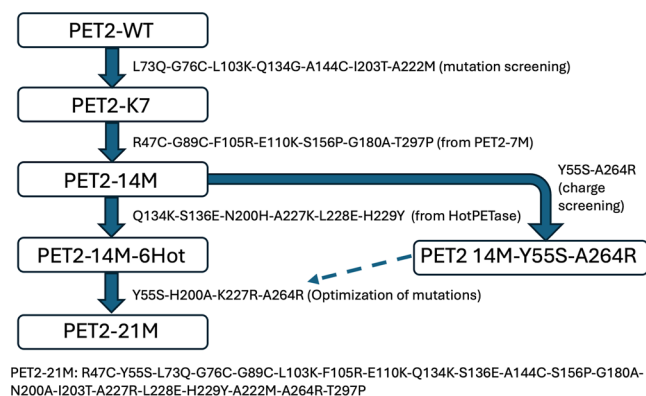 PET2-WT
L73Q-G76C-L103K-Q134G-A144C-I203T-A222M (mutation screening)
PET2-K7
R47C-G89C-F105R-E110K-S156P-G180A-T297P (from PET2-7M)
PET2-14M
Y55S-A264R
(charge
screening)
Q134K-S136E-N200H-A227K-L228E-H229Y (from HotPETase)
PET2-14M-6Hot
PET2 14M-Y55S-A264R
Y55S-H200A-K227R-A264R (Optimization of mutations)
PET2-21M
PET2-21M: R47C-Y55S-L73Q-G76C-G89C-L103K-F105R-E110K-Q134K-S136E-A144C-S156P-G180A-
N200A-I203T-A227R-L228E-H229Y-A222M-A264R-T297P